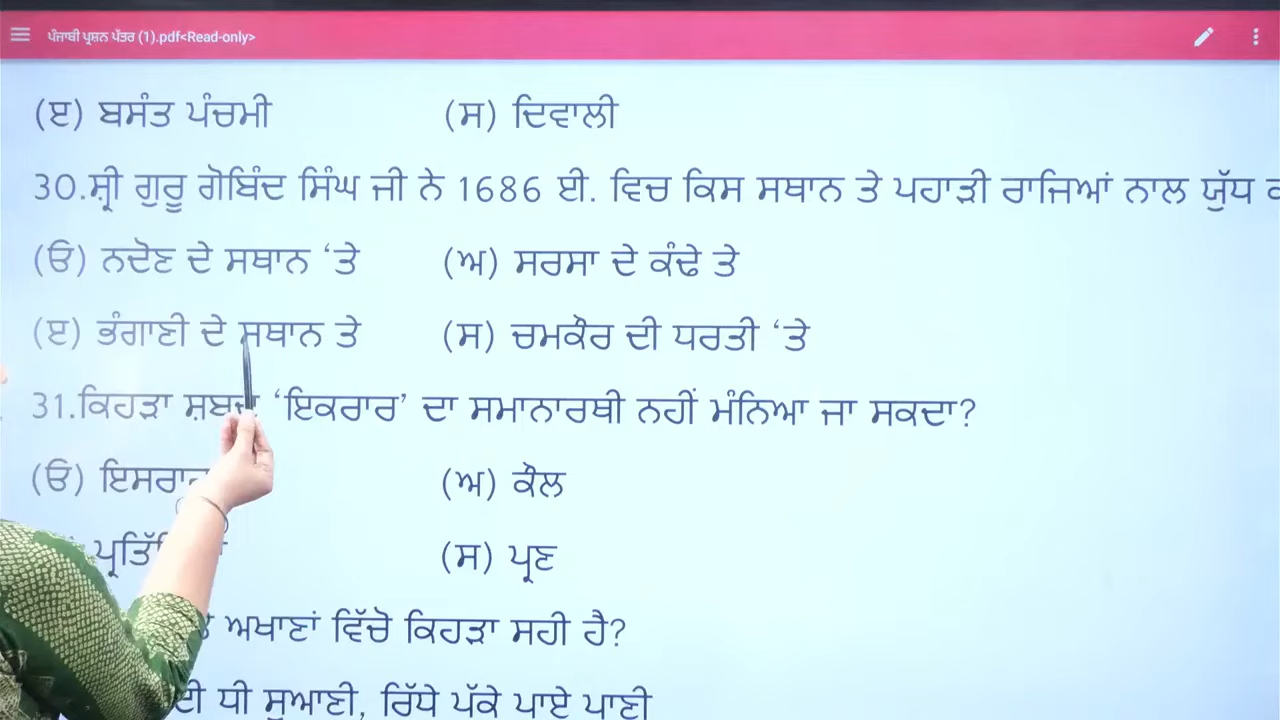 ਪੰਜਾਬੀ ਪ੍ਰਸ਼ਨ ਪੱਤਰ (1).pdf<Read-only>
(ੲ) ਬਸੰਤ ਪੰਚਮੀ (ਸ) ਦਿਵਾਲੀ
30.ਸ਼੍ਰੀ ਗੁਰੂ ਗੋਬਿੰਦ ਸਿੰਘ ਜੀ ਨੇ 1686 ਈ. ਵਿਚ ਕਿਸ ਸਥਾਨ ਤੇ ਪਹਾੜੀ ਰਾਜਿਆਂ ਨਾਲ ਯੁੱਧ
(ਓ) ਨਦੋਣ ਦੇ ਸਥਾਨ ‘ਤੇ (ਅ) ਸਰਸਾ ਦੇ ਕੰਢੇ ਤੇ
(ੲ) ਭੰਗਾਣੀ ਦੇ ਸਥਾਨ ਤੇ (ਸ) ਚਮਕੌਰ ਦੀ ਧਰਤੀ ‘ਤੇ
31.ਕਿਹੜਾ ਸ਼ਬਦ ‘ਇਕਰਾਰ’ ਦਾ ਸਮਾਨਾਰਥੀ ਨਹੀਂ ਮੰਨਿਆ ਜਾ ਸਕਦਾ?
(ਓ) (ਅ) ਕੌਲ
(ਸ) ਪ੍ਰਣ
ਅਖਾਣਾਂ ਵਿੱਚੋ ਕਿਹੜਾ ਸਹੀ ਹੈ?
ਧੀ ਸੁਆਣੀ, ਰਿੱਧੇ ਪੱਕੇ ਪਾਏ ਪਾਣੀ